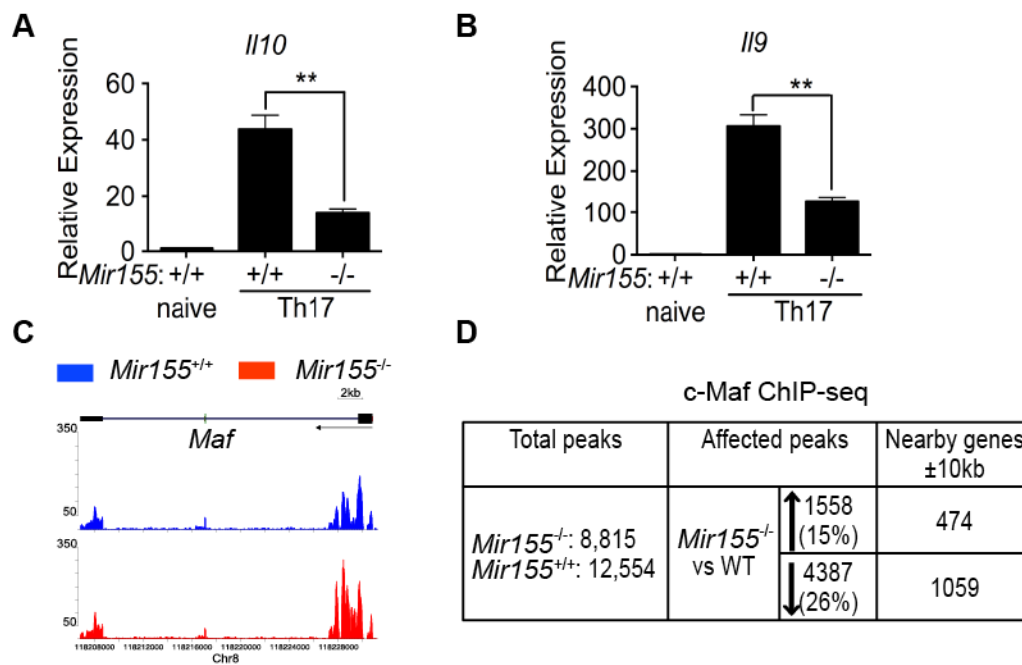 A
Il10
Relative Expression
60
40
20
0
**
Mir155: +/+ +/+ -/-
naive Th17
B
Il9
Relative Expression
400
300
200
100
0
**
Mir155: +/+ +/+ -/-
naive Th17
C
Mir155+/+ Mir155-/-
2kb
Maf
350
50
350
50
118208000 118212000 118216000 118220000 118224000 118228000
Chr8
D
c-Maf ChIP-seq
Total peaks Affected peaks Nearby genes
±10kb
Mir155-/-: 8,815
Mir155+/+: 12,554
Mir155-/-
vs WT
↑ 1558
(15%)
474
↓ 4387
(26%)
1059